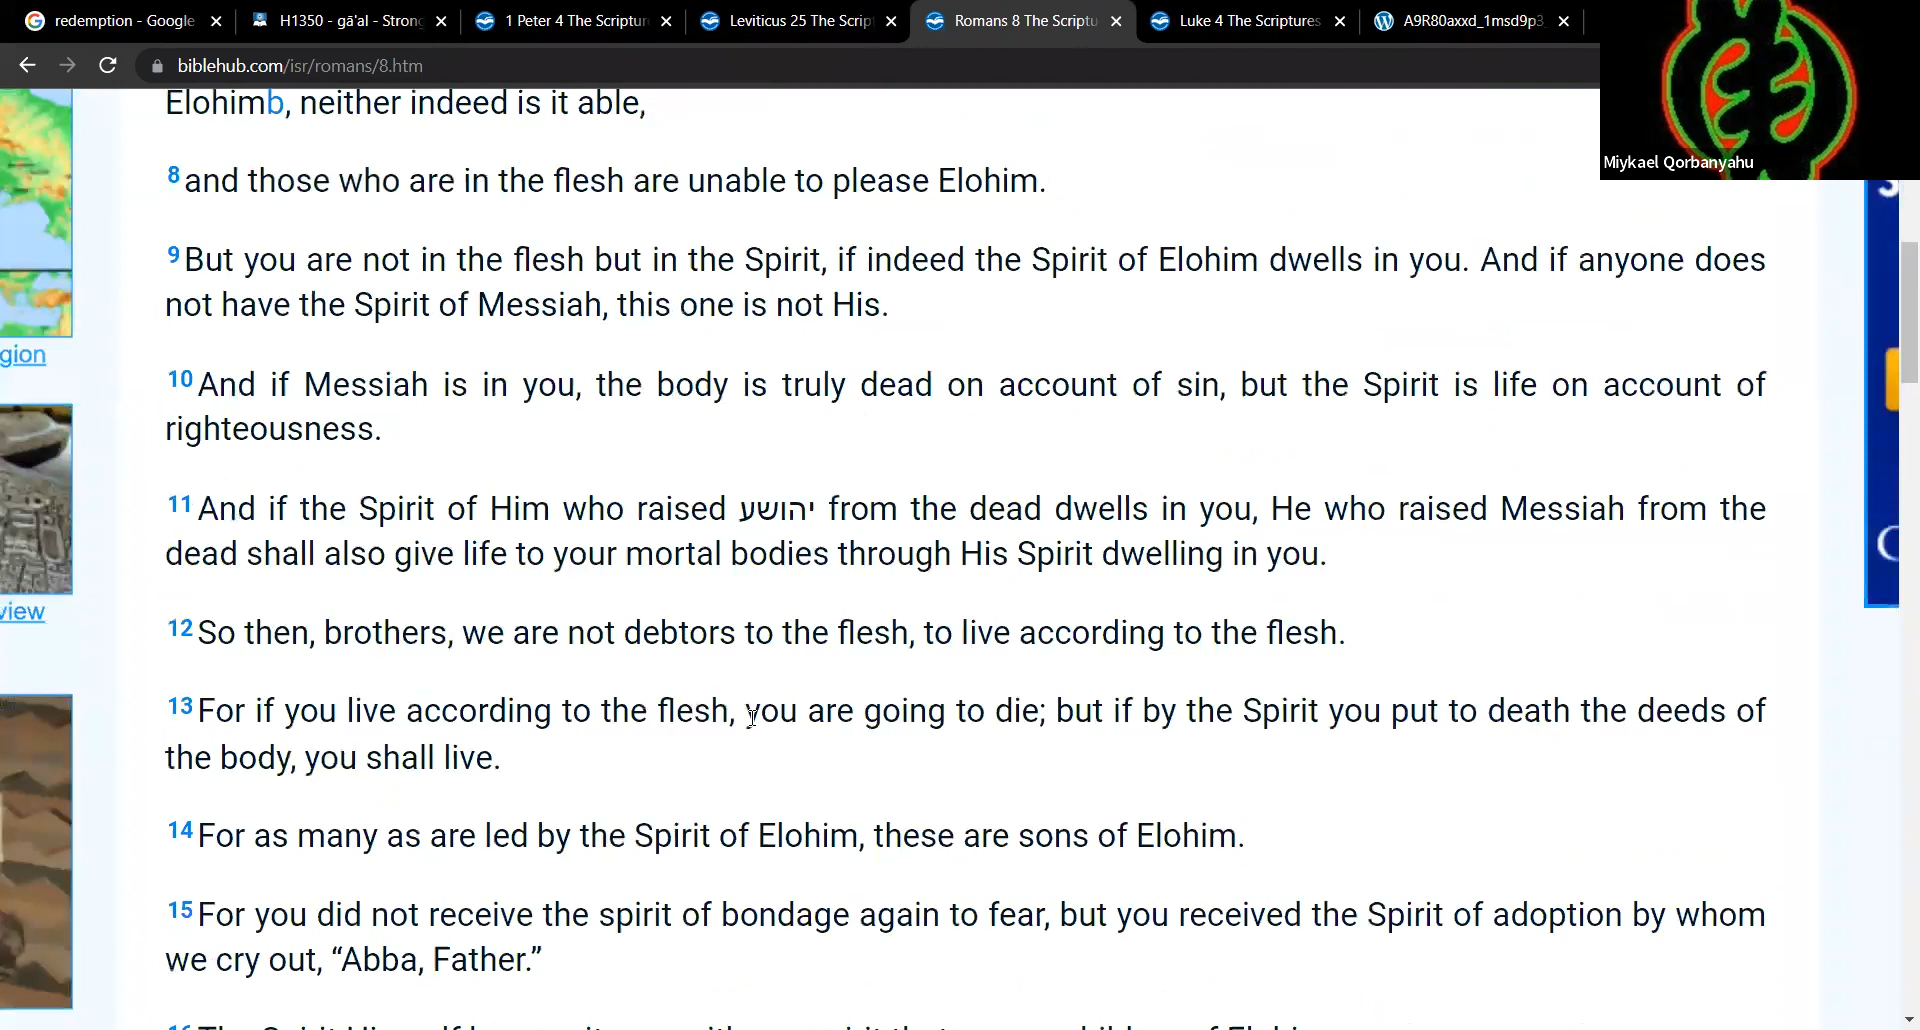 redemption - Google
H1350 - gā'al - Strong
1 Peter 4 The Scriptur
Leviticus 25 The Script
Romans 8 The Scriptu
Luke 4 The Scriptures
A9R80axxd_1msd9p3
biblehub.com/isr/romans/8.htm
Miykael Qorbanyahu
Elohimb, neither indeed is it able,
8 and those who are in the flesh are unable to please Elohim.
9 But you are not in the flesh but in the Spirit, if indeed the Spirit of Elohim dwells in you. And if anyone does
not have the Spirit of Messiah, this one is not His.
10 And if Messiah is in you, the body is truly dead on account of sin, but the Spirit is life on account of
righteousness.
11 And if the Spirit of Him who raised יהושע from the dead dwells in you, He who raised Messiah from the
dead shall also give life to your mortal bodies through His Spirit dwelling in you.
12 So then, brothers, we are not debtors to the flesh, to live according to the flesh.
13 For if you live according to the flesh, you are going to die; but if by the Spirit you put to death the deeds of
the body, you shall live.
14 For as many as are led by the Spirit of Elohim, these are sons of Elohim.
15 For you did not receive the spirit of bondage again to fear, but you received the Spirit of adoption by whom
we cry out, “Abba, Father.”
gion
view